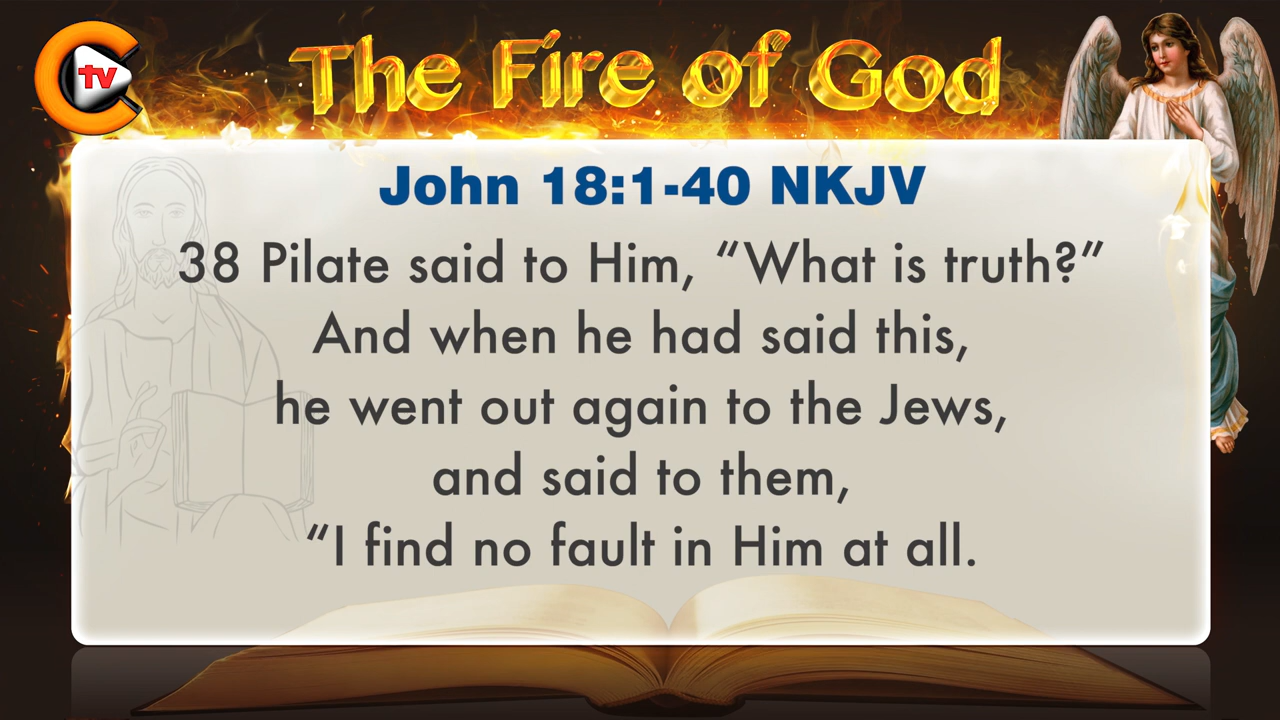 C tv
The Fire of God
John 18:1-40 NKJV
38 Pilate said to Him, “What is truth?”
And when he had said this,
he went out again to the Jews,
and said to them,
“I find no fault in Him at all.